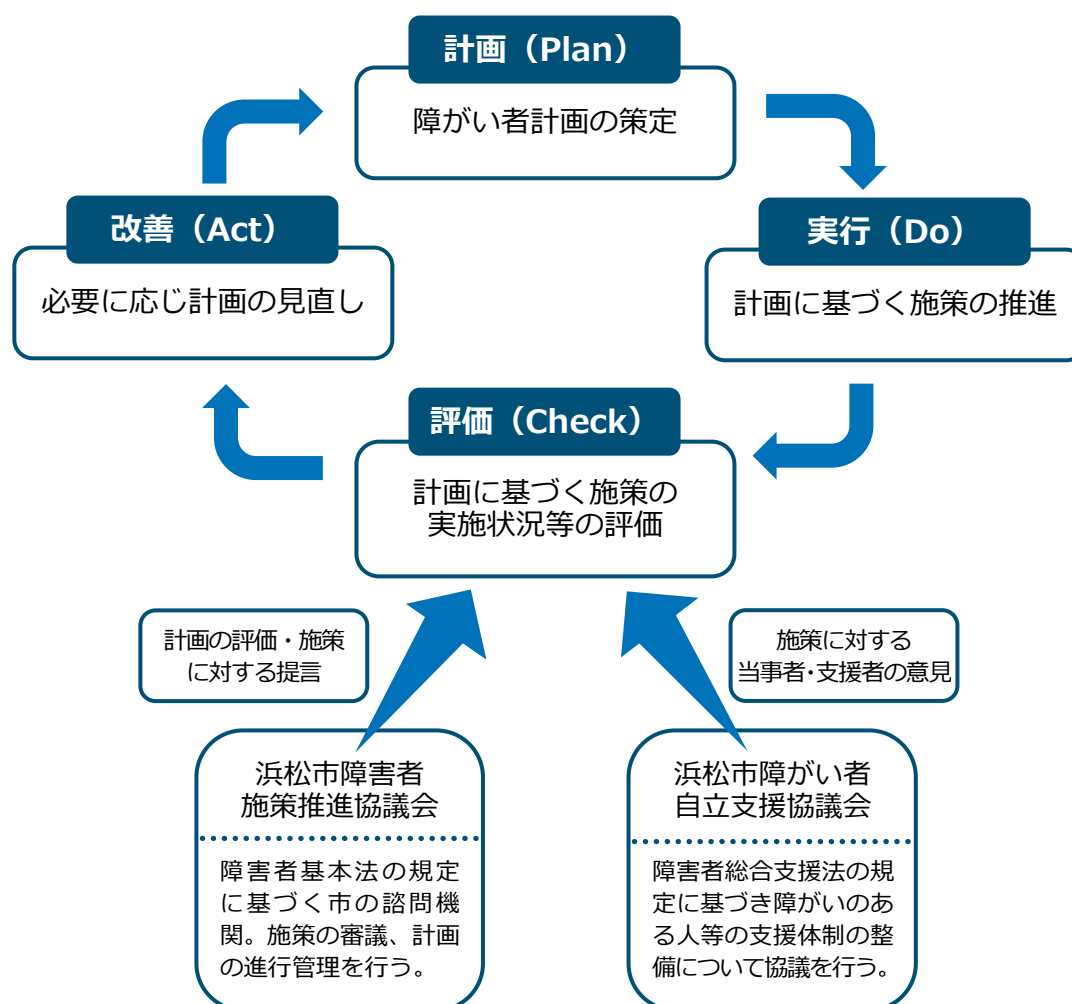 計画（Plan）
障がい者計画の策定
改善（Act）
必要に応じ計画の見直し
実行（Do）
計画に基づく施策の推進
評価（Check）
計画に基づく施策の
実施状況等の評価
計画の評価・施策
に対する提言
施策に対する
当事者・支援者の意見
浜松市障害者
施策推進協議会
障害者基本法の規定
に基づく市の諮問機
関。施策の審議、計画
の進行管理を行う。
浜松市障がい者
自立支援協議会
障害者総合支援法の規
定に基づき障がいのあ
る人等の支援体制の整
備について協議を行う。